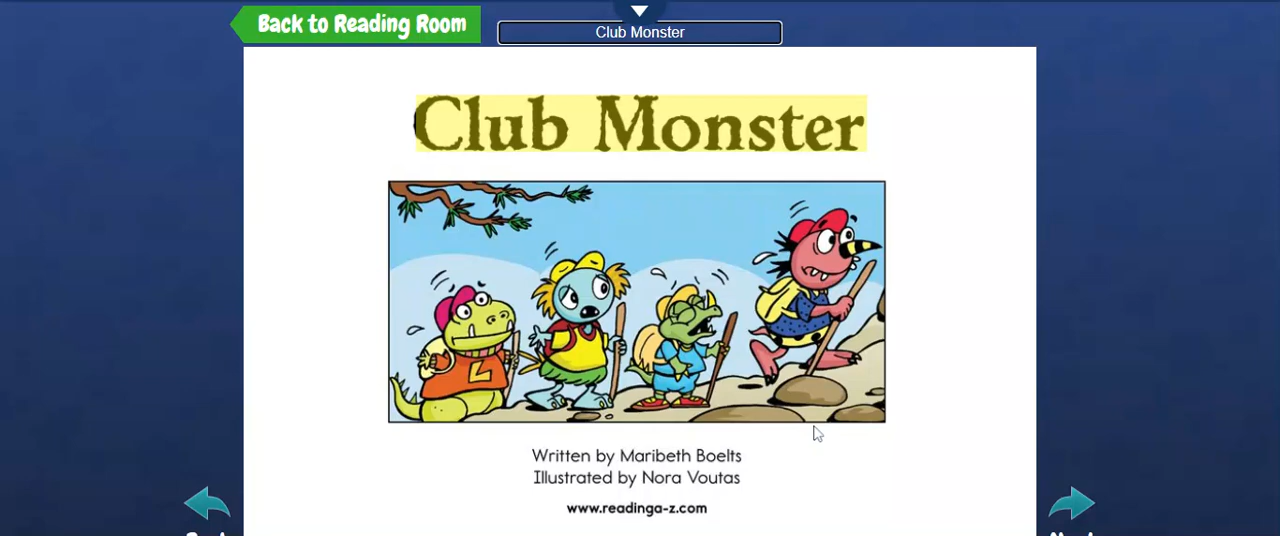 Back to Reading Room
Club Monster
Club Monster
Z
Written by Maribeth Boelts
Illustrated by Nora Voutas
www.readinga-z.com